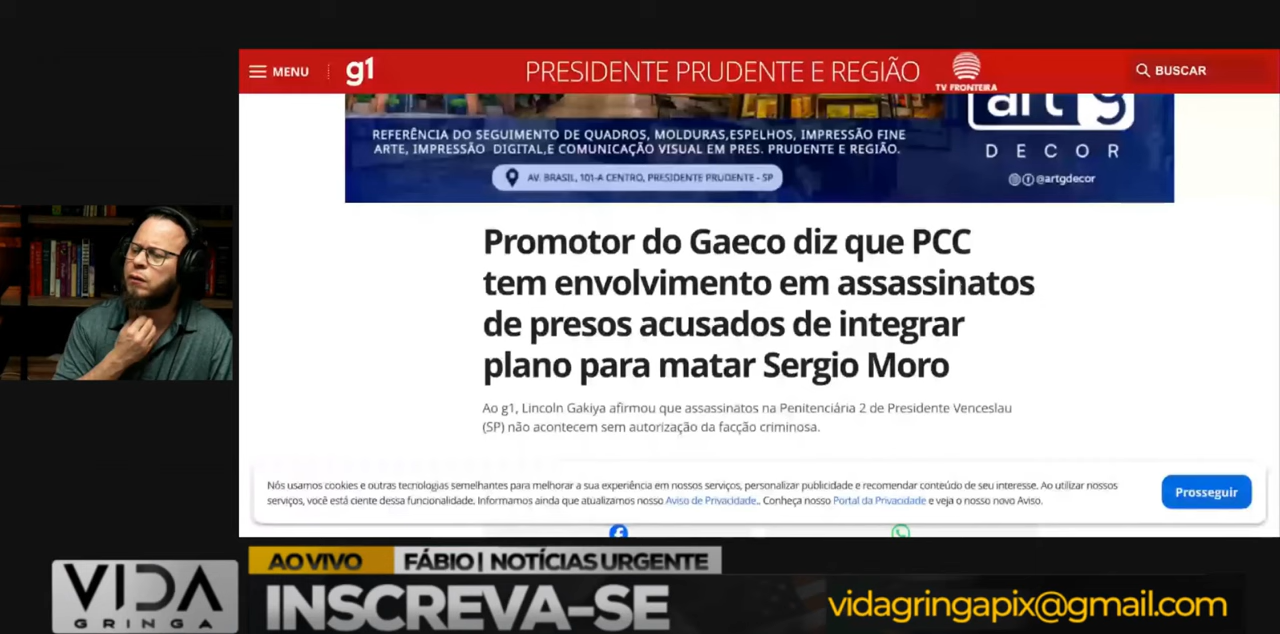 MENU
g1
PRESIDENTE PRUDENTE E REGIÃO
TV FRONTEIRA
BUSCAR
art g
DECOR
@artgdecor
REFERÊNCIA DO SEGUIMENTO DE QUADROS, MOLDURAS,ESPELHOS, IMPRESSÃO FINE
ARTE, IMPRESSÃO DIGITAL,E COMUNICAÇÃO VISUAL EM PRES. PRUDENTE E REGIÃO.
AV. BRASIL, 101-A CENTRO, PRESIDENTE PRUDENTE - SP
Promotor do Gaeco diz que PCC
tem envolvimento em assassinatos
de presos acusados de integrar
plano para matar Sergio Moro
Ao g1, Lincoln Gakiya afirmou que assassinatos na Penitenciária 2 de Presidente Venceslau
(SP) não acontecem sem autorização da facção criminosa.
Nós usamos cookies e outras tecnologias semelhantes para melhorar a sua experiência em nossos serviços, personalizar publicidade e recomendar conteúdo de seu interesse. Ao utilizar nossos
serviços, você está ciente dessa funcionalidade. Informamos ainda que atualizamos nosso Aviso de Privacidade.. Conheça nosso Portal da Privacidade e veja o nosso novo Aviso.
Prosseguir
VIDA
GRINGA
AO VIVO
FÁBIO | NOTÍCIAS URGENTE
INSCREVA-SE
vidagringapix@gmail.com